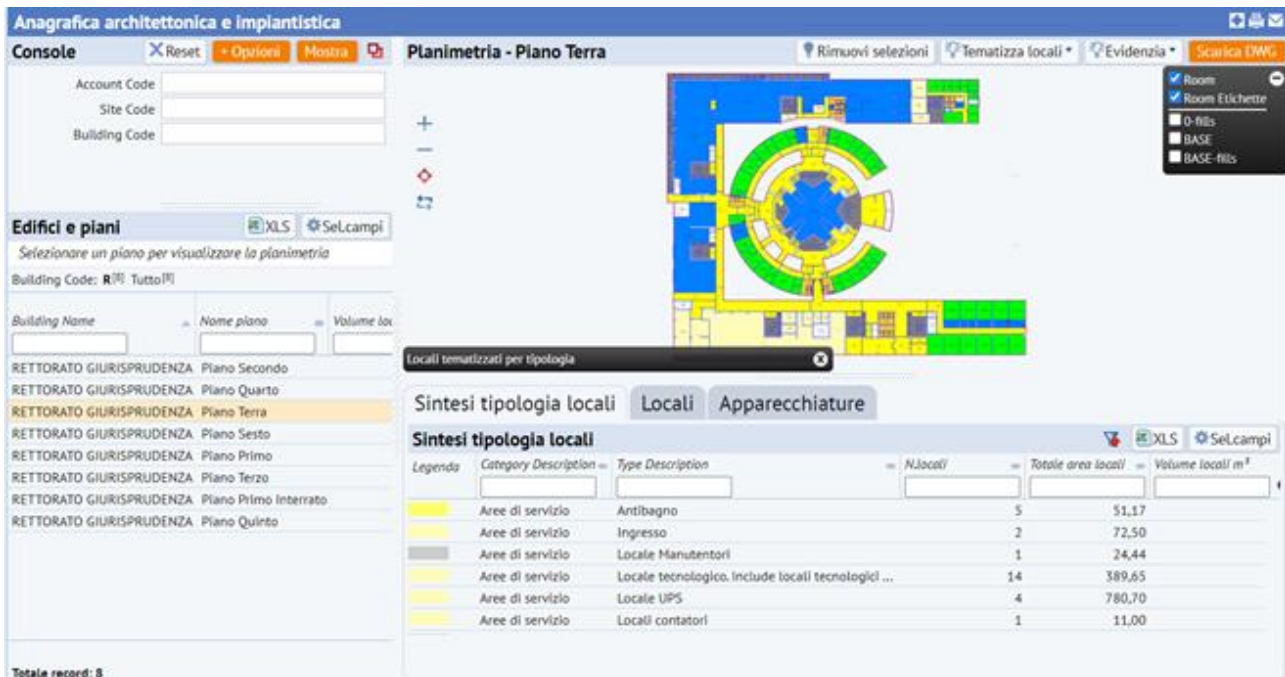 Anagrafica architettonica e impiantistica
Console
Reset
+ Opzioni
Mostra
Account Code
Site Code
Building Code
Edifici e piani
XLS
Sel.campi
Selezionare un piano per visualizzare la planimetria
Building Code: R[8] Tutto[8]
Building Name Nome piano Volume loc
RETTORATO GIURISPRUDENZA Piano Secondo
RETTORATO GIURISPRUDENZA Piano Quarto
RETTORATO GIURISPRUDENZA Piano Terra
RETTORATO GIURISPRUDENZA Piano Sesto
RETTORATO GIURISPRUDENZA Piano Primo
RETTORATO GIURISPRUDENZA Piano Terzo
RETTORATO GIURISPRUDENZA Piano Primo Interrato
RETTORATO GIURISPRUDENZA Piano Quinto
Totale record: 8
Planimetria - Piano Terra
Rimuovi selezioni
Tematizza locali
Evidenzia
Scarica DWG
Room
Room Etichette
0-fills
BASE
BASE-fills
Locali tematizzati per tipologia
Sintesi tipologia locali Locali Apparecchiature
Sintesi tipologia locali
XLS
Sel.campi
Legenda Category Description Type Description N.locali Totale area locali Volume locali m³
Aree di servizio Antibagno 5 51,17
Aree di servizio Ingresso 2 72,50
Aree di servizio Locale Manutentori 1 24,44
Aree di servizio Locale tecnologico. include locali tecnologici ... 14 389,65
Aree di servizio Locale UPS 4 780,70
Aree di servizio Locali contatori 1 11,00